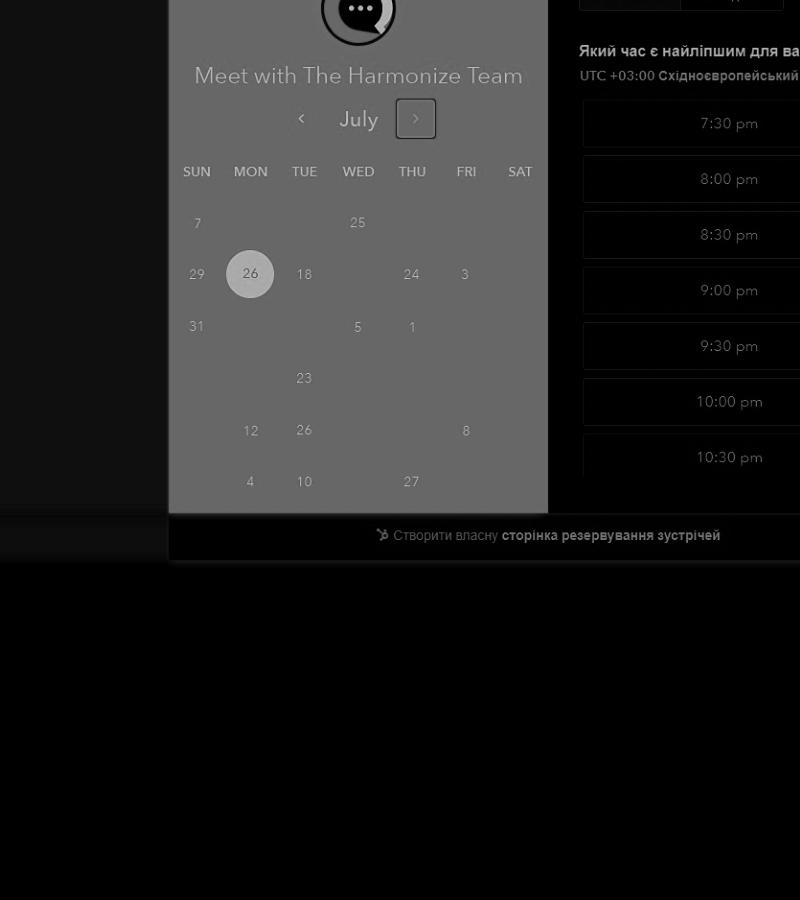 Meet with The Harmonize Team
July
SUN MON TUE WED THU FRI SAT
7 25
29 26 18 24 3
31 5 1
23
12 26 8
4 10 27
Який час є найліпшим для ва
UTC +03:00 Східноєвропейський
7:30 pm
8:00 pm
8:30 pm
9:00 pm
9:30 pm
10:00 pm
10:30 pm
Створити власну сторінка резервування зустрічей